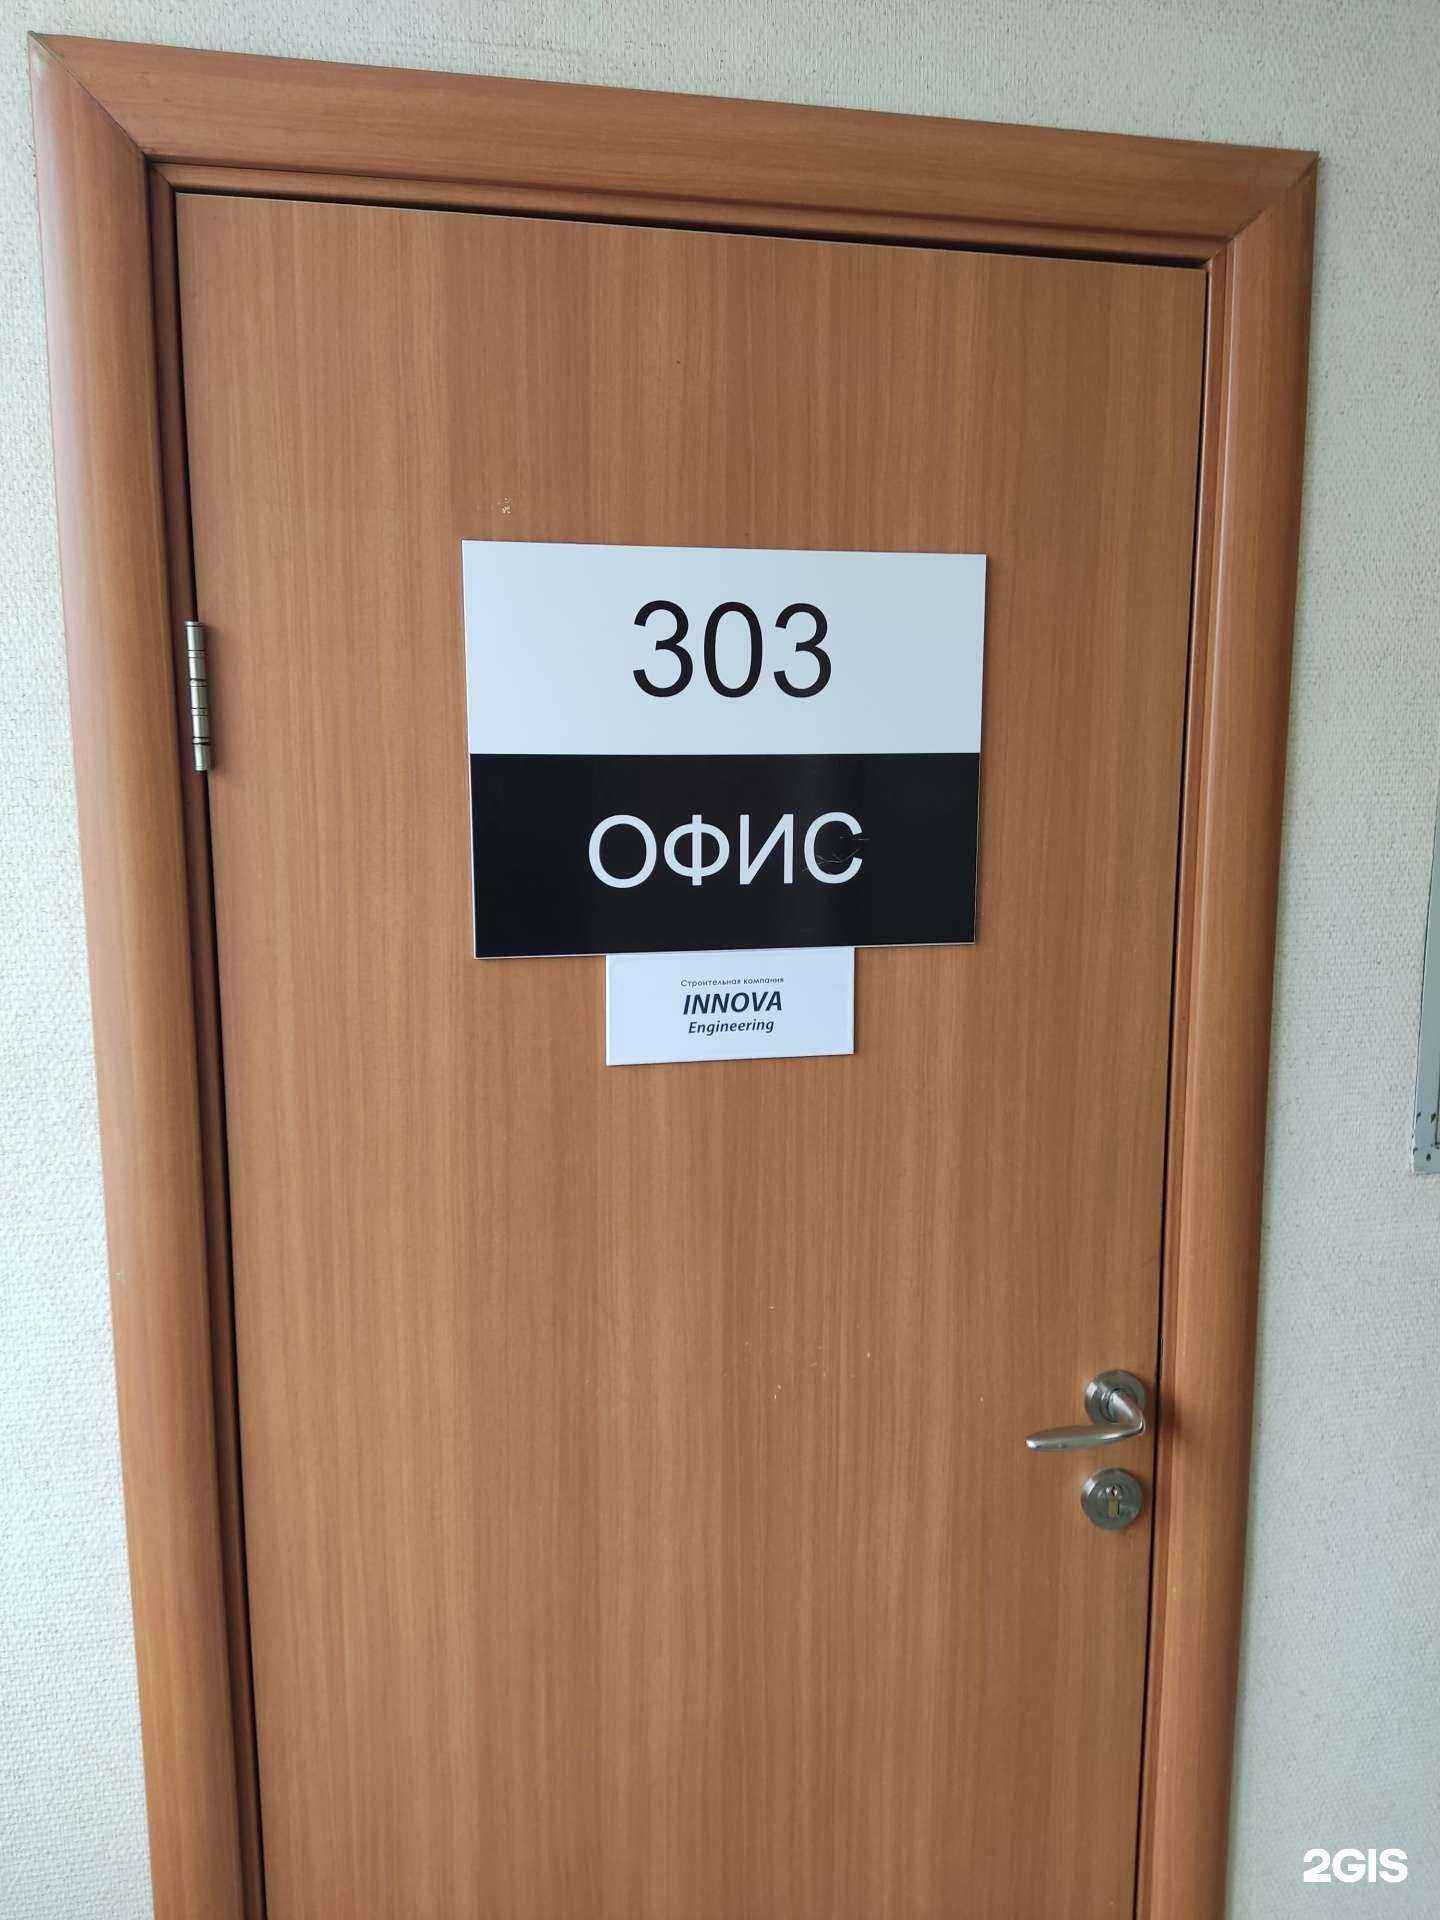 303
ОФИС
Строительная компания
INNOVA
Engineering
2GIS